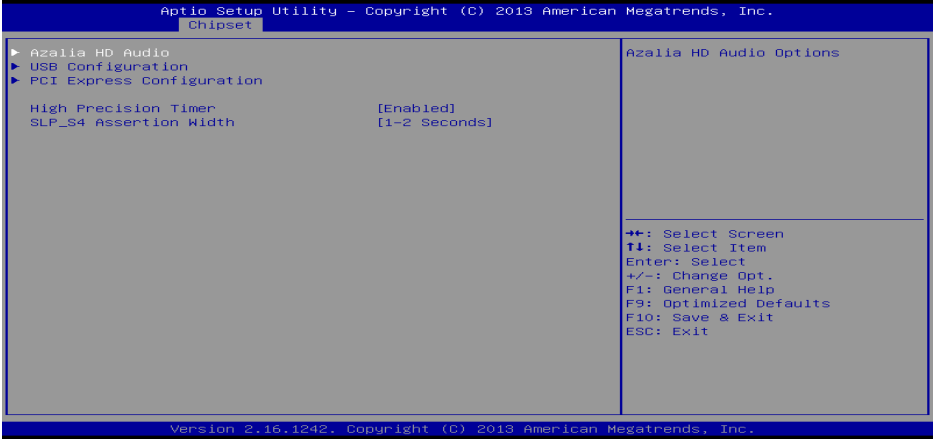 Aptio Setup Utility – Copyright (C) 2013 American Megatrends, Inc.
Chipset
► Azalia HD Audio
► USB Configuration
► PCI Express Configuration
High Precision Timer [Enabled]
SLP_S4 Assertion Width [1-2 Seconds]
Azalia HD Audio Options
→←: Select Screen
↑↓: Select Item
Enter: Select
+/-: Change Opt.
F1: General Help
F9: Optimized Defaults
F10: Save & Exit
ESC: Exit
Version 2.16.1242. Copyright (C) 2013 American Megatrends, Inc.